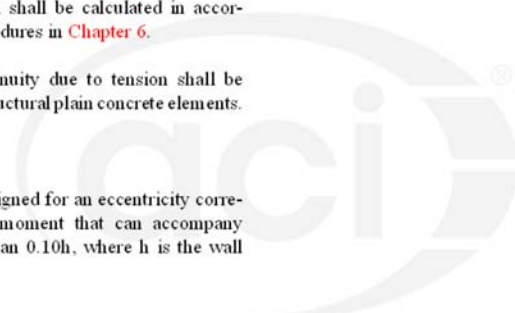 shall be calculated in accor-
dures in Chapter 6.
nuity due to tension shall be
uctural plain concrete elements.
igned for an eccentricity corre-
moment that can accompany
an 0.10h, where h is the wall
aci
®